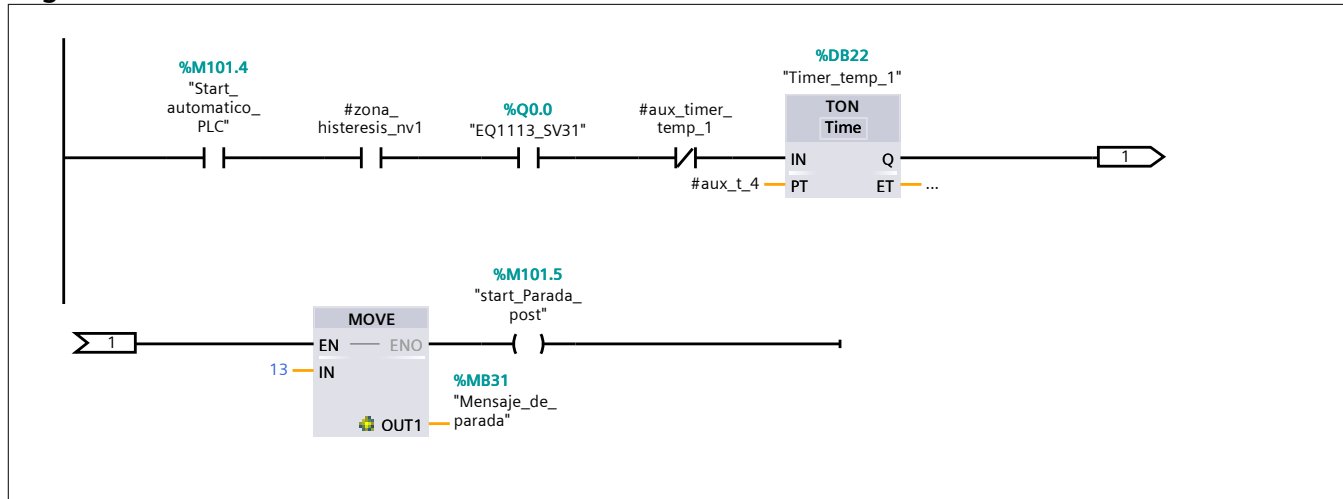 %M101.4
"Start_
automatico_
PLC"
#zona_
histeresis_nv1
%Q0.0
"EQ1113_SV31"
#aux_timer_
temp_1
%DB22
"Timer_temp_1"
TON
Time
IN
Q
#aux_t_4
PT
ET
...
1
%M101.5
"start_Parada_
post"
1
MOVE
EN
ENO
13
IN
%MB31
"Mensaje_de_
parada"
OUT1